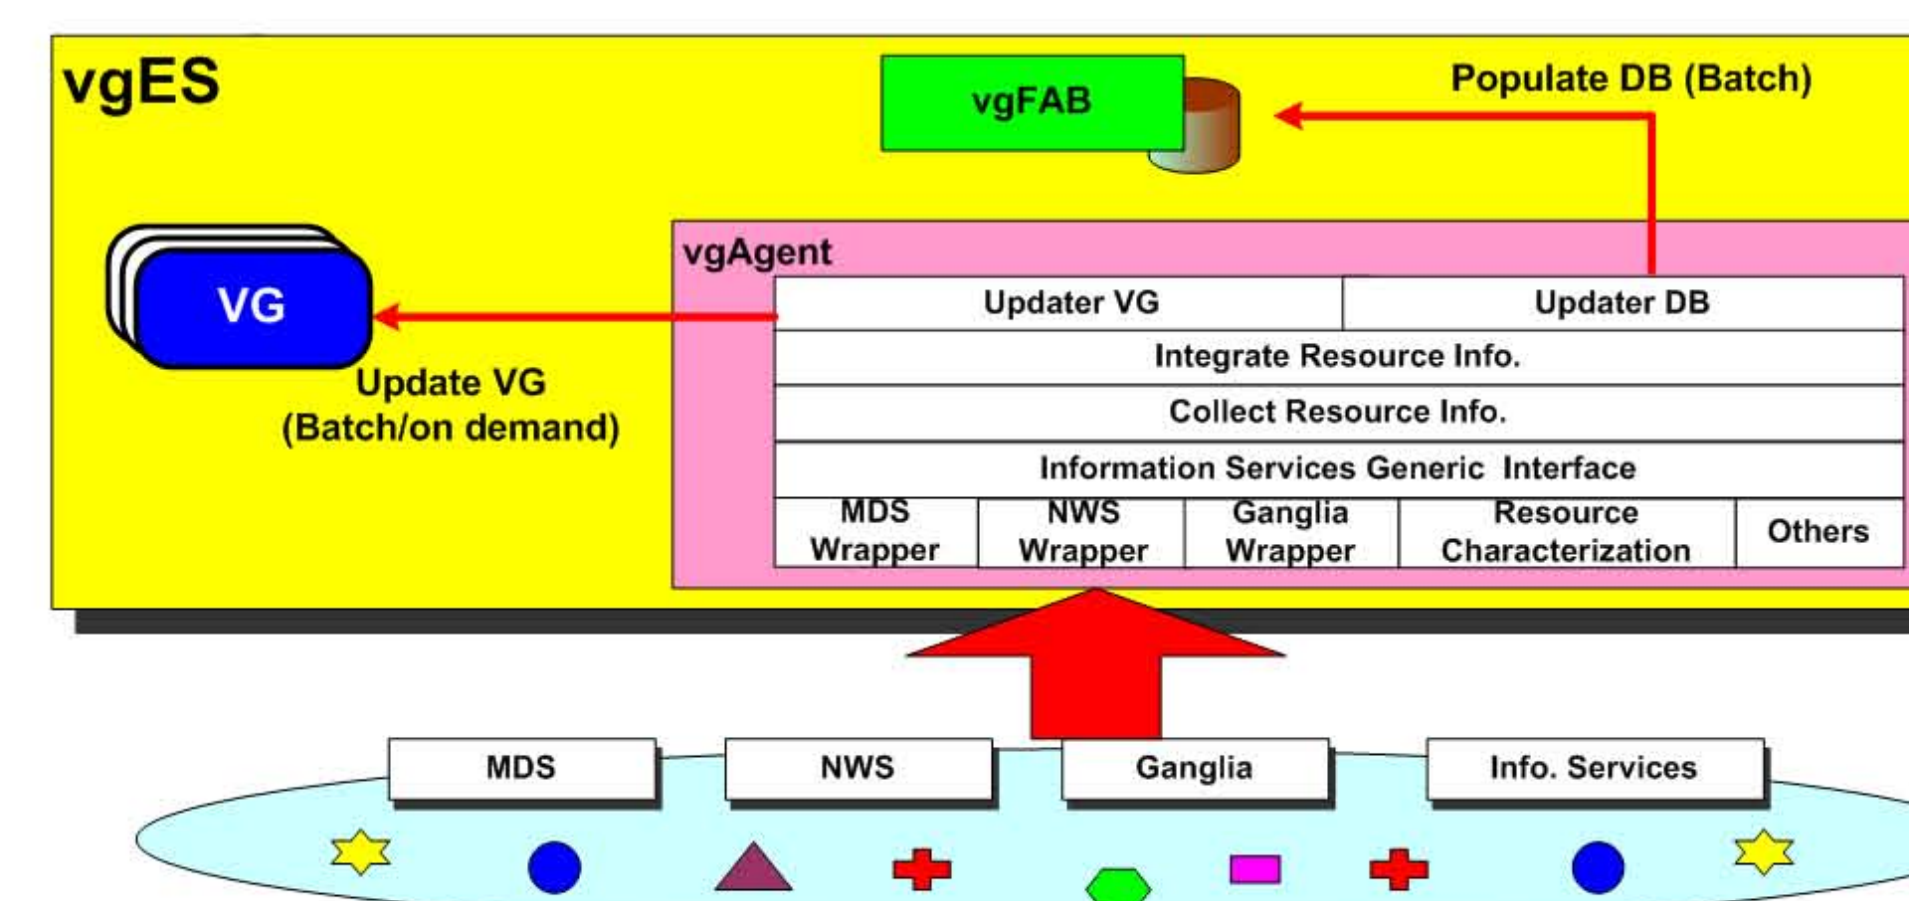 vgES
vgFAB
Populate DB (Batch)
vgAgent
VG
Updater VG
Updater DB
Integrate Resource Info.
Update VG
(Batch/on demand)
Collect Resource Info.
Information Services Generic Interface
MDS
Wrapper
NWS
Wrapper
Ganglia
Wrapper
Resource
Characterization
Others
MDS
NWS
Ganglia
Info. Services